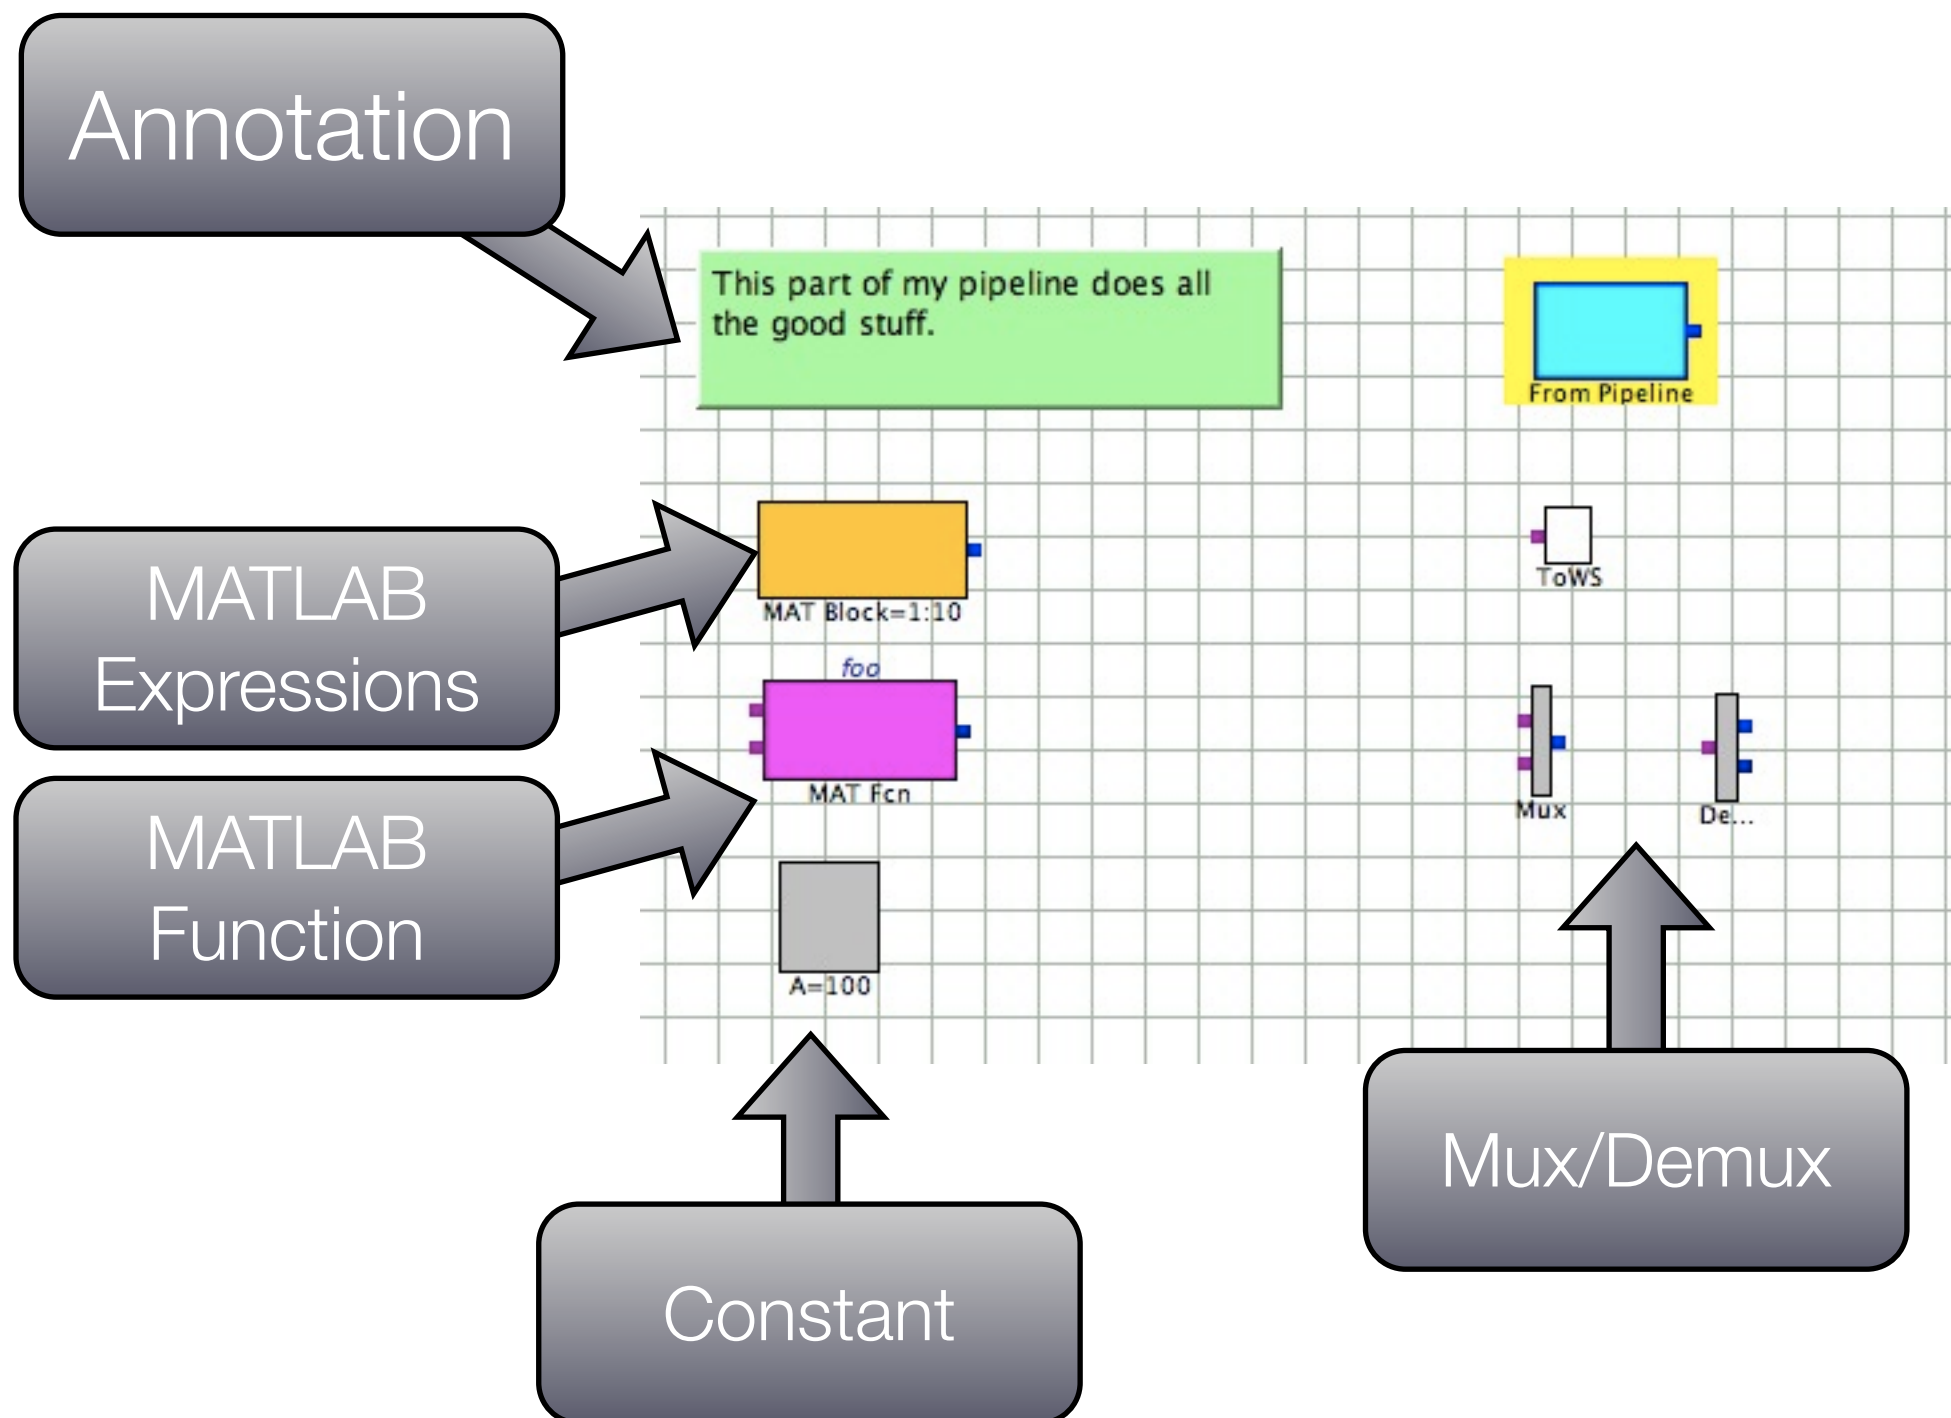 Annotation
This part of my pipeline does all
the good stuff.
From Pipeline
MATLAB
Expressions
MAT Block=1:10
ToWS
foo
MAT Fcn
Mux
De...
MATLAB
Function
A=100
Mux/Demux
Constant